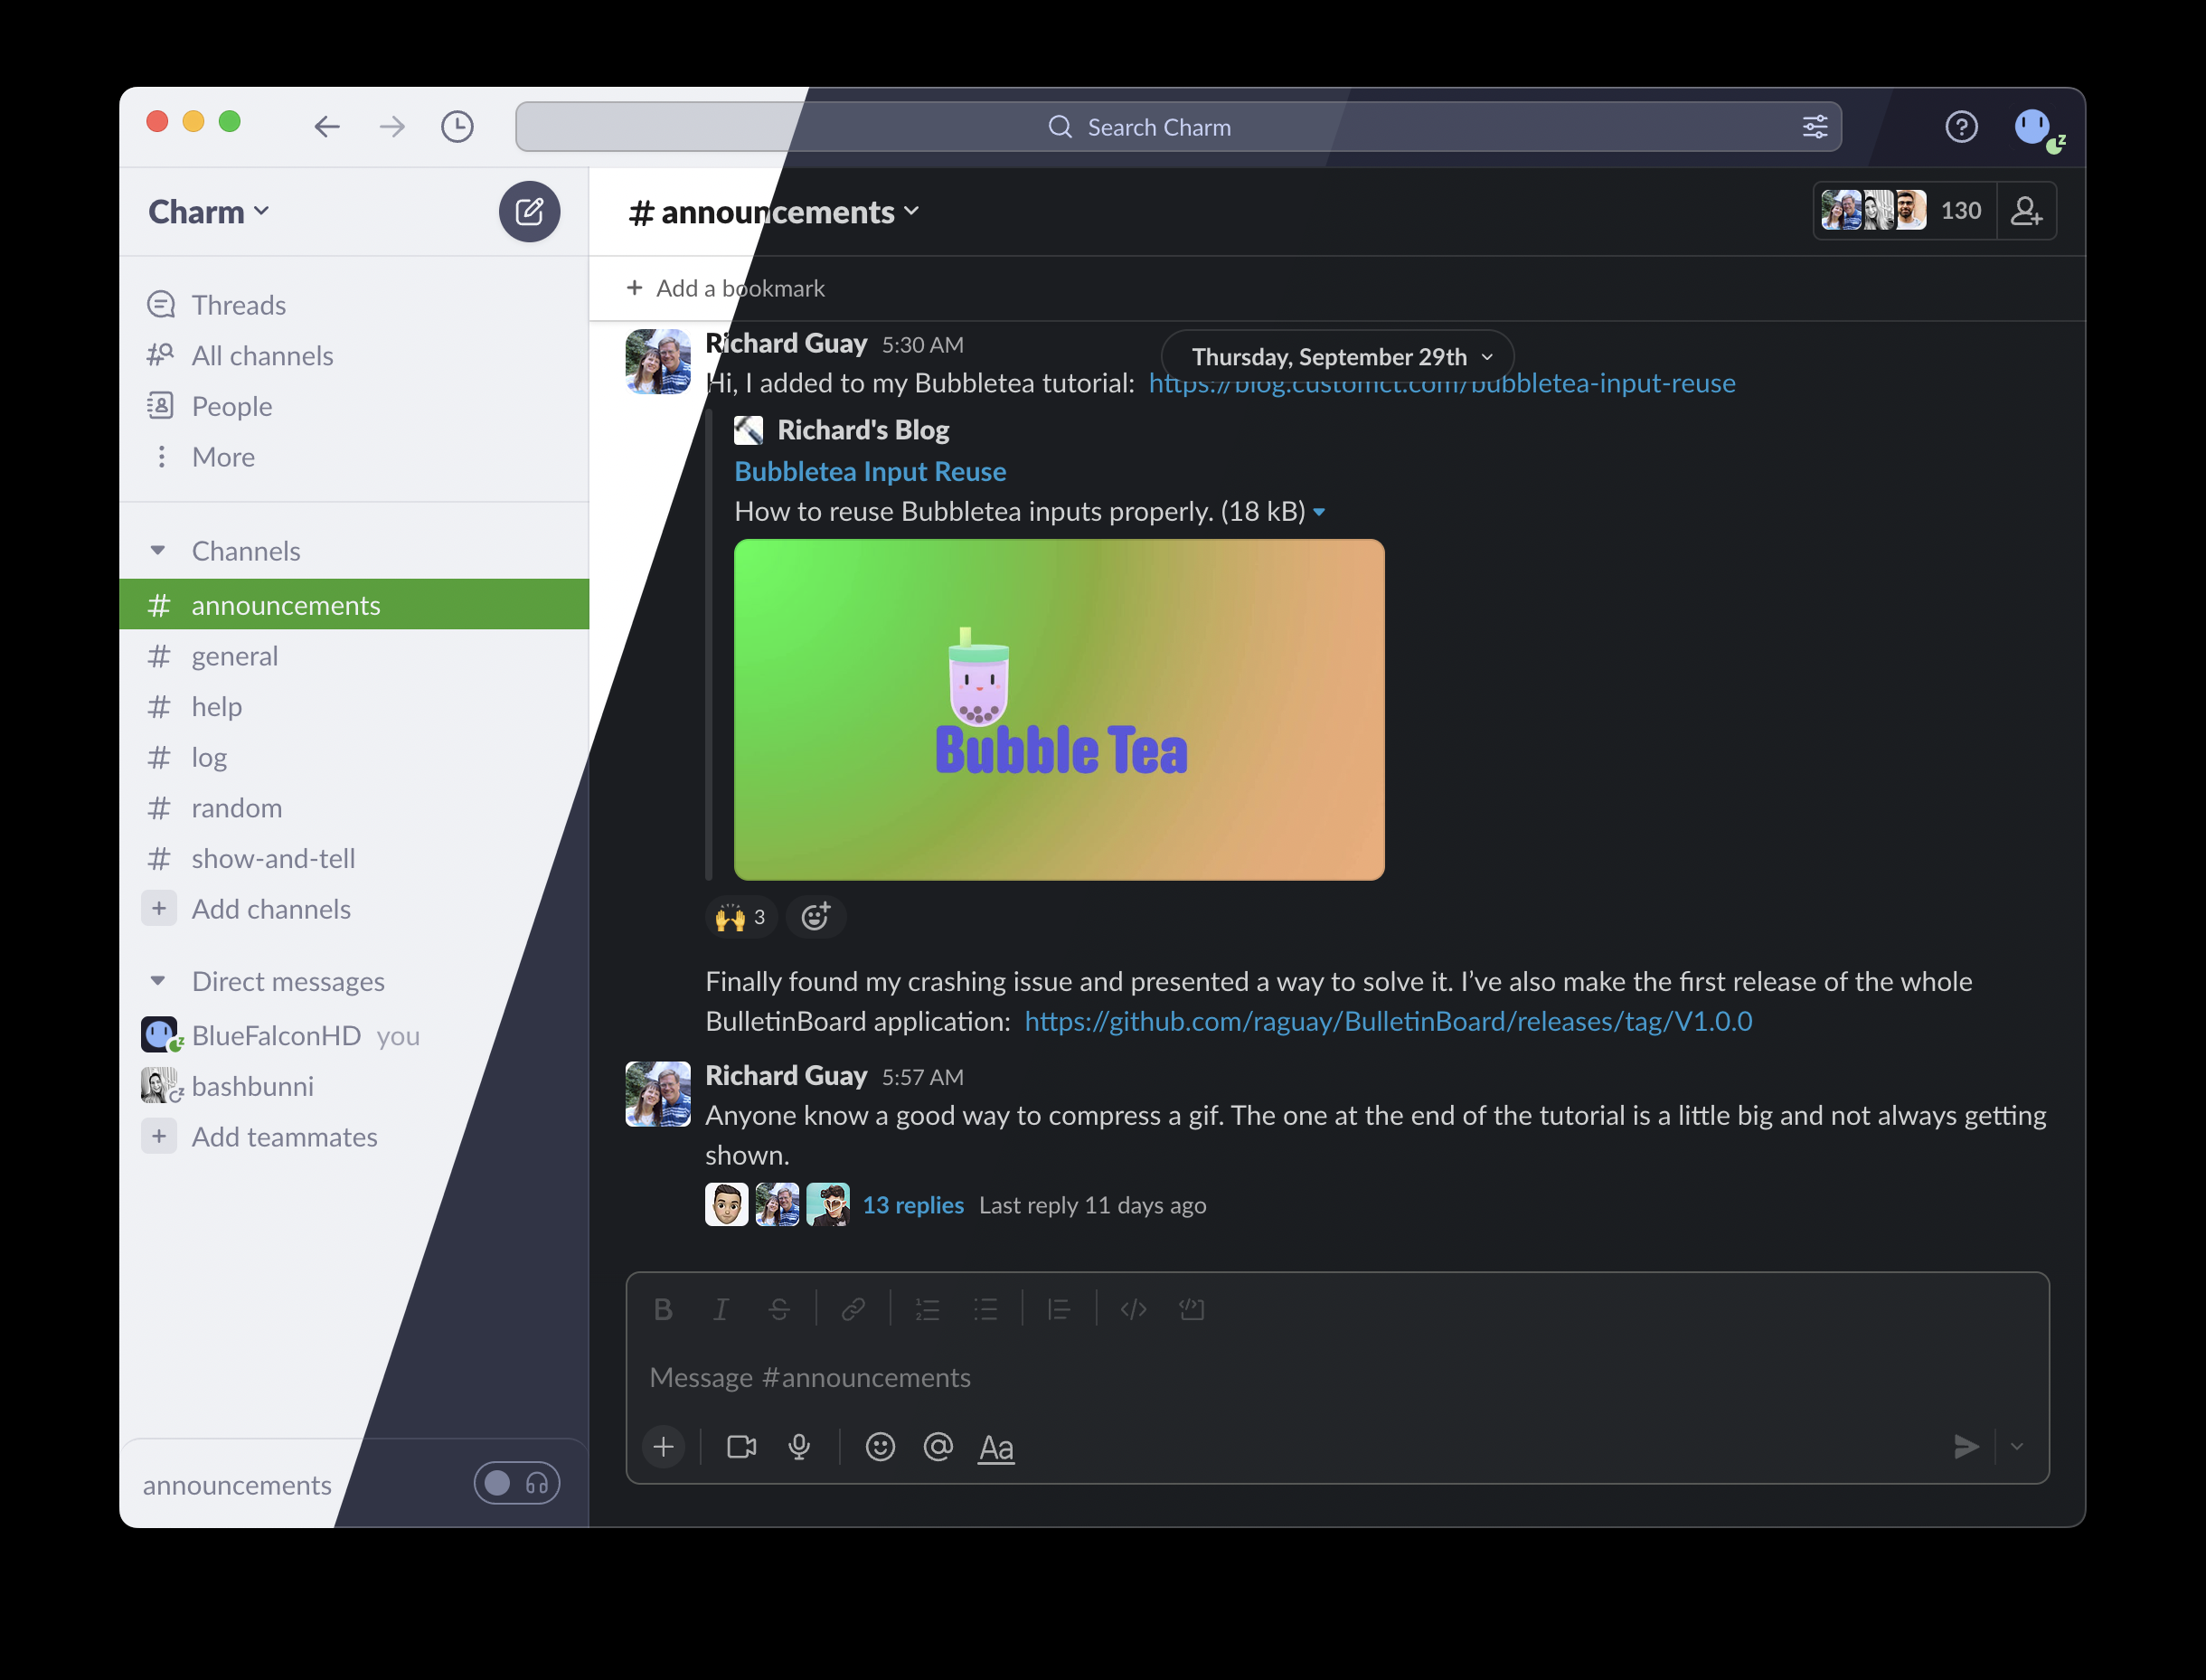 Search Charm
Charm
Threads
All channels
People
More
Channels
# announcements
# general
# help
# log
# random
# show-and-tell
+ Add channels
Direct messages
BlueFalconHD you
bashbunni
+ Add teammates
announcements
# announcements
130
+ Add a bookmark
Thursday, September 29th
Richard Guay 5:30 AM
Hi, I added to my Bubbletea tutorial: https://blog.customct.com/bubbletea-input-reuse
Richard's Blog
Bubbletea Input Reuse
How to reuse Bubbletea inputs properly. (18 kB)
Bubble Tea
3
Finally found my crashing issue and presented a way to solve it. I’ve also make the first release of the whole
BulletinBoard application: https://github.com/raguay/BulletinBoard/releases/tag/V1.0.0
Richard Guay 5:57 AM
Anyone know a good way to compress a gif. The one at the end of the tutorial is a little big and not always getting
shown.
13 replies Last reply 11 days ago
B I S
Message #announcements
Aa